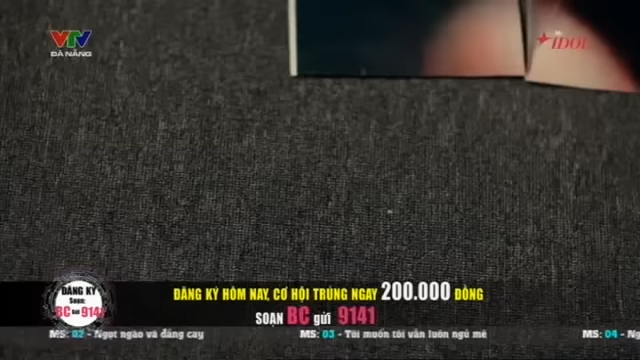 VTV
ĐÀ NẴNG
IDOL
ĐĂNG KÝ HÔM NAY, CƠ HỘI TRÚNG NGAY 200.000 ĐỒNG
SOẠN BC gửi 9141
ĐĂNG KÝ
Soạn:
BC gửi 9141
MS: 02 - Ngọt ngào và đắng cay
MS: 03 - Tôi muốn tôi vẫn luôn ngủ mê
MS: 04 -